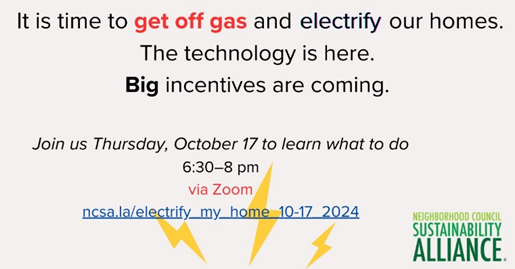 It is time to get off gas and electrify our homes.
The technology is here.
Big incentives are coming.
Join us Thursday, October 17 to learn what to do
6:30–8 pm
via Zoom
ncsa.la/electrify_my_home_10-17_2024
NEIGHBORHOOD COUNCIL
SUSTAINABILITY
ALLIANCE.